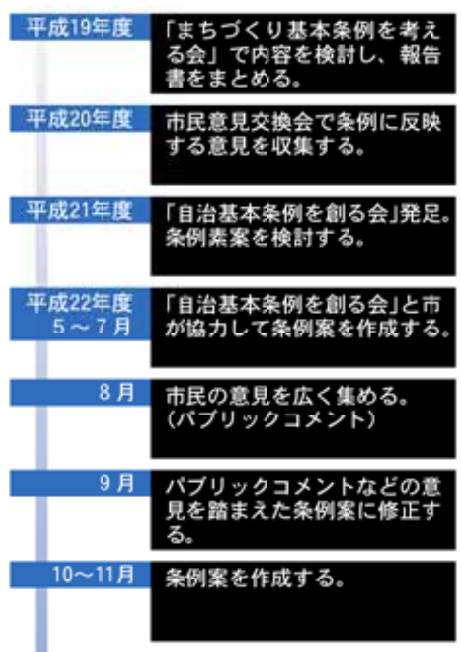 平成19年度
「まちづくり基本条例を考え
る会」で内容を検討し、報告
書をまとめる。
平成20年度
市民意見交換会で条例に反映
する意見を収集する。
平成21年度
「自治基本条例を創る会」発足。
条例素案を検討する。
平成22年度
5～7月
「自治基本条例を創る会」と市
が協力して条例案を作成する。
8月
市民の意見を広く集める。
（パブリックコメント）
9月
パブリックコメントなどの意
見を踏まえた条例案に修正す
る。
10～11月
条例案を作成する。